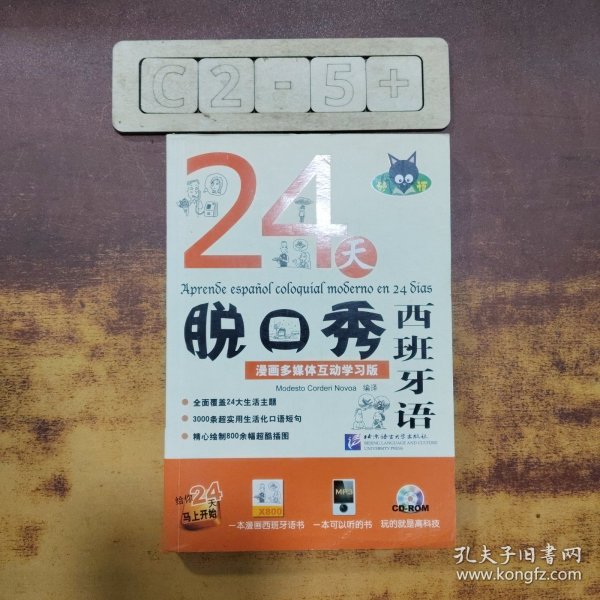 C2-5+
24天
Aprende español coloquial moderno en 24 días
脱口秀
西班牙语
漫画多媒体互动学习版
Modesto Corderi Novoa 编译
全面覆盖24大生活主题
3000条超实用生活化口语短句
精心绘制800余幅超酷插图
北京语言大学出版社
BEIJING LANGUAGE AND CULTURE
UNIVERSITY PRESS
给你24天
马上开始
X800
MP3
CD-ROM
一本漫画西班牙语书
一本可以听的书
玩的就是高科技
孔夫子旧书网
www.kongfz.com